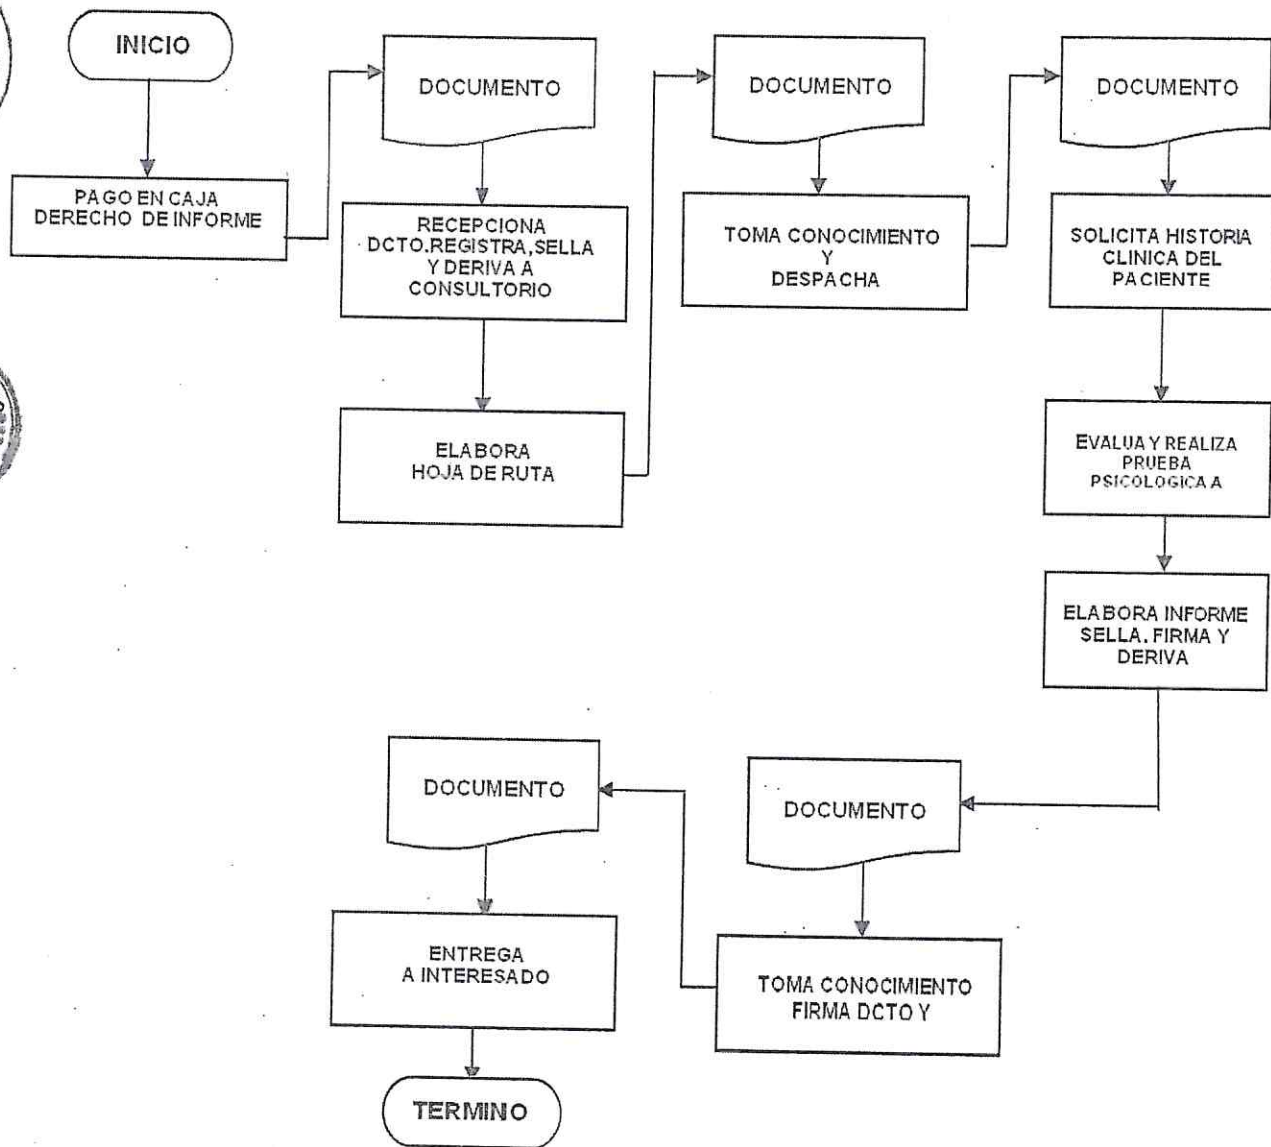 INICIO
PAGO EN CAJA
DERECHO DE INFORME
DOCUMENTO
RECEPCIONA
DCTO.REGISTRA,SELLA
Y DERIVA A
CONSULTORIO
ELABORA
HOJA DE RUTA
DOCUMENTO
TOMA CONOCIMIENTO
Y
DESPACHA
DOCUMENTO
SOLICITA HISTORIA
CLINICA DEL
PACIENTE
EVALUA Y REALIZA
PRUEBA
PSICOLOGICA A
ELABORA INFORME
SELLA. FIRMA Y
DERIVA
DOCUMENTO
TOMA CONOCIMIENTO
FIRMA DCTO Y
DOCUMENTO
ENTREGA
A INTERESADO
TERMINO